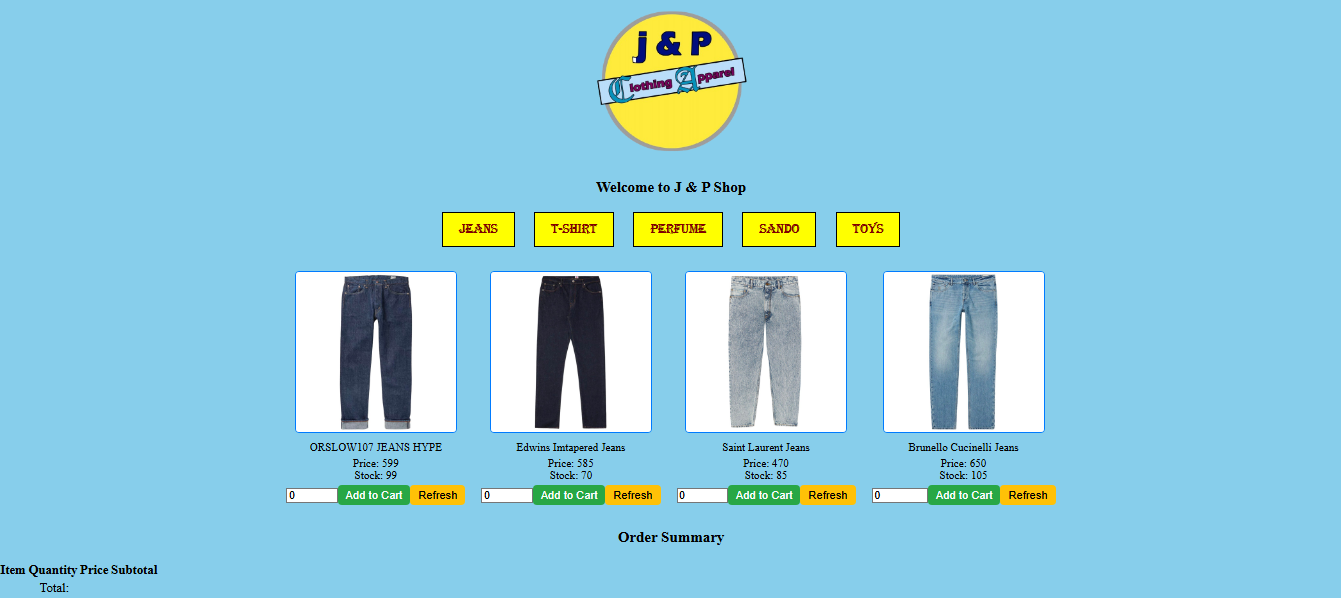 j & P
Clothing Apparel
Welcome to J & P Shop
JEANS T-SHIRT PERFUME SANDO TOYS
ORSLOW107 JEANS HYPE Edwins Imtapered Jeans Saint Laurent Jeans Brunello Cucinelli Jeans
Price: 599 Price: 585 Price: 470 Price: 650
Stock: 99 Stock: 70 Stock: 85 Stock: 105
0 Add to Cart Refresh 0 Add to Cart Refresh 0 Add to Cart Refresh 0 Add to Cart Refresh
Order Summary
Item Quantity Price Subtotal
Total: